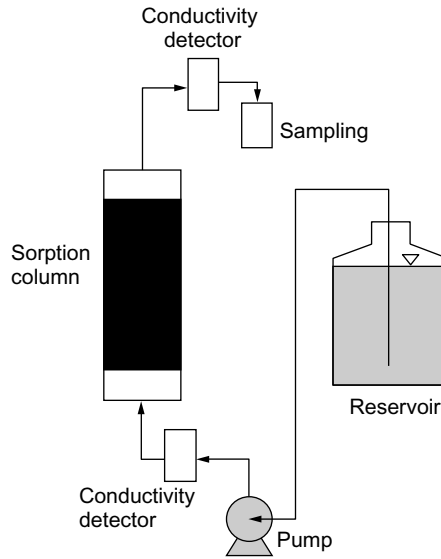 Conductivity
detector
Sampling
Sorption
column
Reservoir
Conductivity
detector
Pump